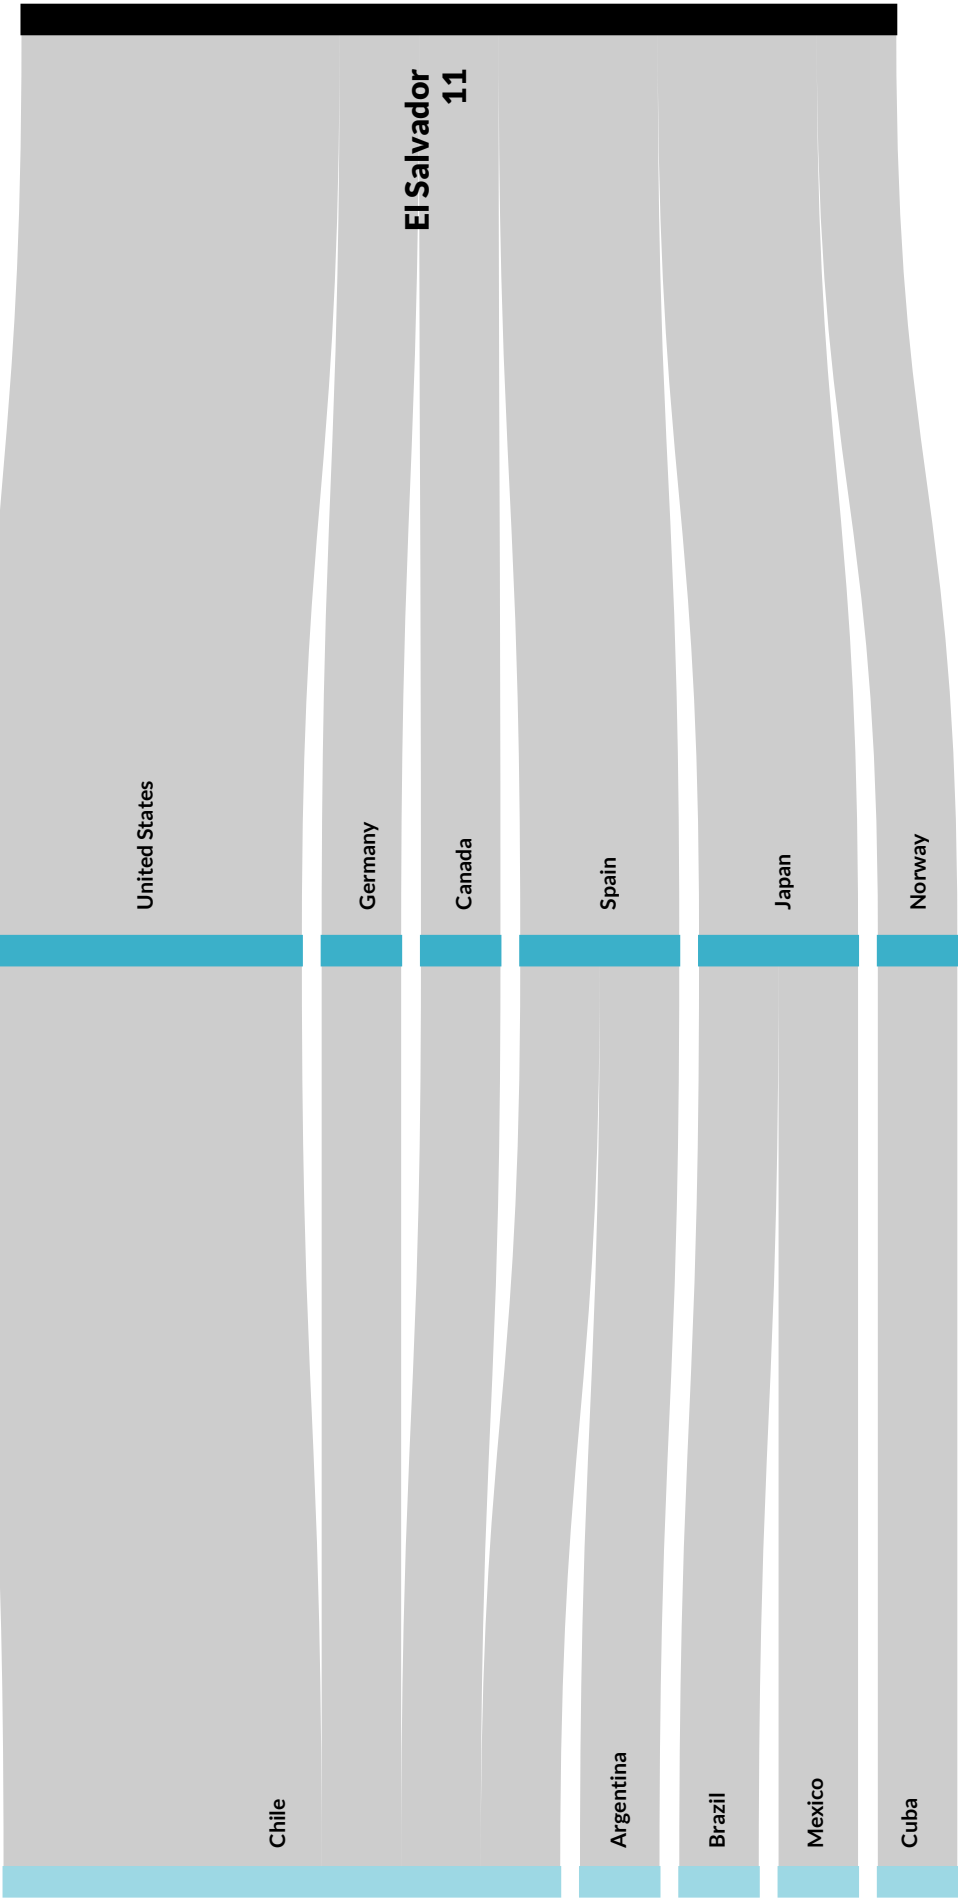 El Salvador
11
United States
Germany
Canada
Spain
Japan
Norway
Chile
Argentina
Brazil
Mexico
Cuba